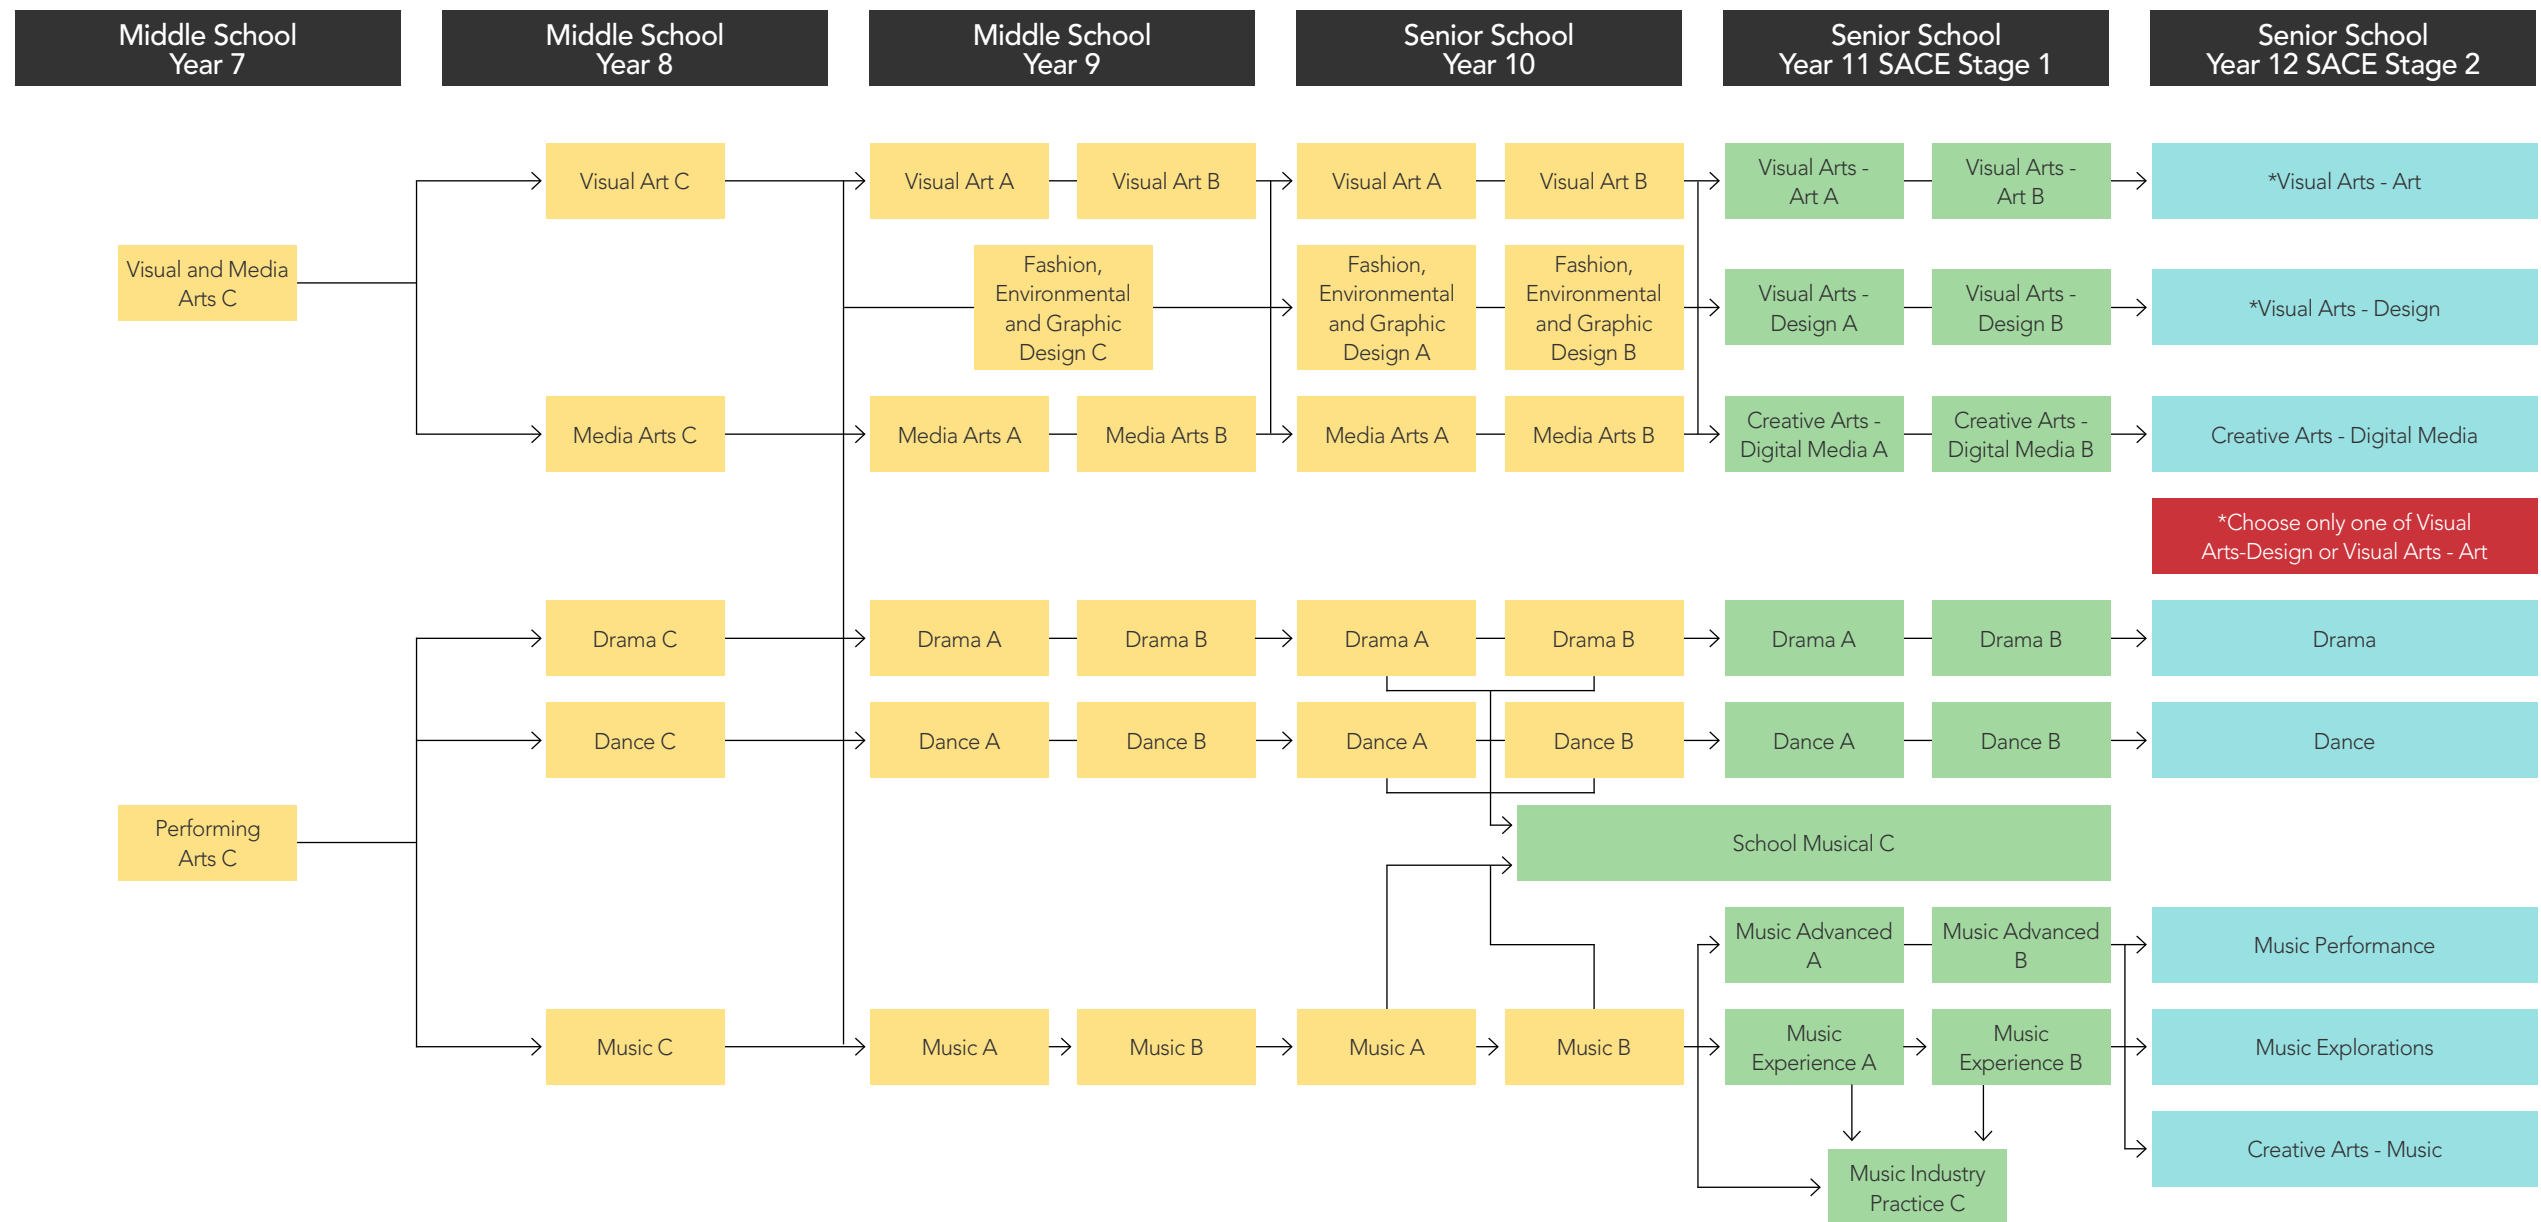 Middle School
Year 7
Middle School
Year 8
Middle School
Year 9
Senior School
Year 10
Senior School
Year 11 SACE Stage 1
Senior School
Year 12 SACE Stage 2
Visual Art C
Visual Art A
Visual Art B
Visual Art A
Visual Art B
Visual Arts -
Art A
Visual Arts -
Art B
*Visual Arts - Art
Visual and Media
Arts C
Fashion,
Environmental
and Graphic
Design C
Fashion,
Environmental
and Graphic
Design A
Fashion,
Environmental
and Graphic
Design B
Visual Arts -
Design A
Visual Arts -
Design B
*Visual Arts - Design
Media Arts C
Media Arts A
Media Arts B
Media Arts A
Media Arts B
Creative Arts -
Digital Media A
Creative Arts -
Digital Media B
Creative Arts - Digital Media
*Choose only one of Visual
Arts-Design or Visual Arts - Art
Drama C
Drama A
Drama B
Drama A
Drama B
Drama A
Drama B
Drama
Dance C
Dance A
Dance B
Dance A
Dance B
Dance A
Dance B
Dance
Performing
Arts C
School Musical C
Music Advanced
A
Music Advanced
B
Music Performance
Music C
Music A
Music B
Music A
Music B
Music
Experience A
Music
Experience B
Music Explorations
Creative Arts - Music
Music Industry
Practice C